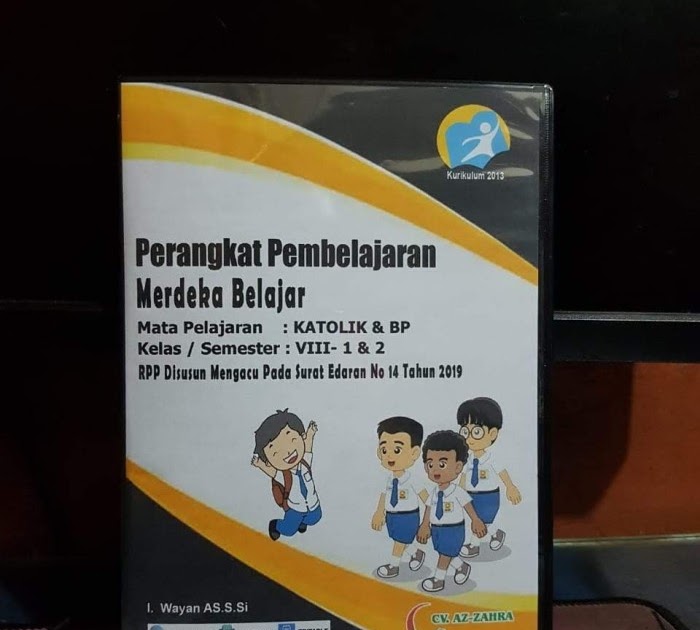 Kurikulum 2013
Perangkat Pembelajaran
Merdeka Belajar
Mata Pelajaran : KATOLIK & BP
Kelas / Semester : VIII- 1 & 2
RPP Disusun Mengacu Pada Surat Edaran No 14 Tahun 2019
I. Wayan AS.S.Si
CV. AZ-ZAHRA